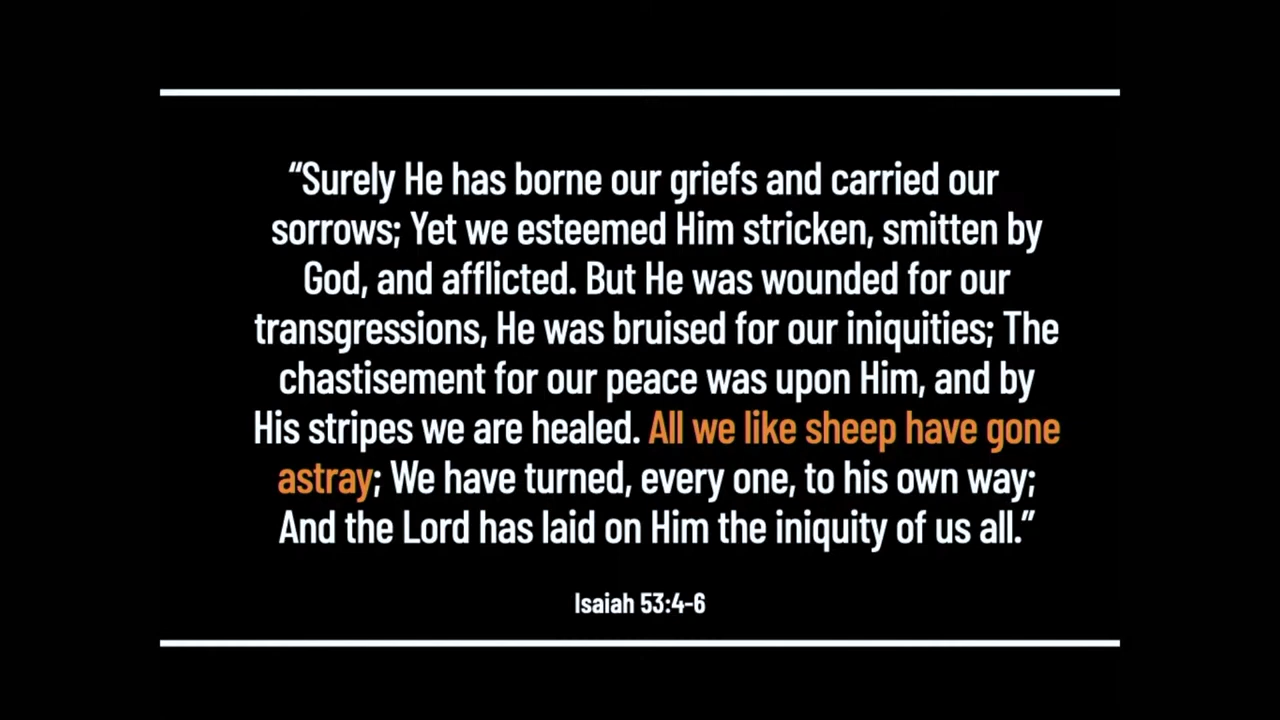 “Surely He has borne our griefs and carried our
sorrows; Yet we esteemed Him stricken, smitten by
God, and afflicted. But He was wounded for our
transgressions, He was bruised for our iniquities; The
chastisement for our peace was upon Him, and by
His stripes we are healed. All we like sheep have gone
astray; We have turned, every one, to his own way;
And the Lord has laid on Him the iniquity of us all.”
Isaiah 53:4-6